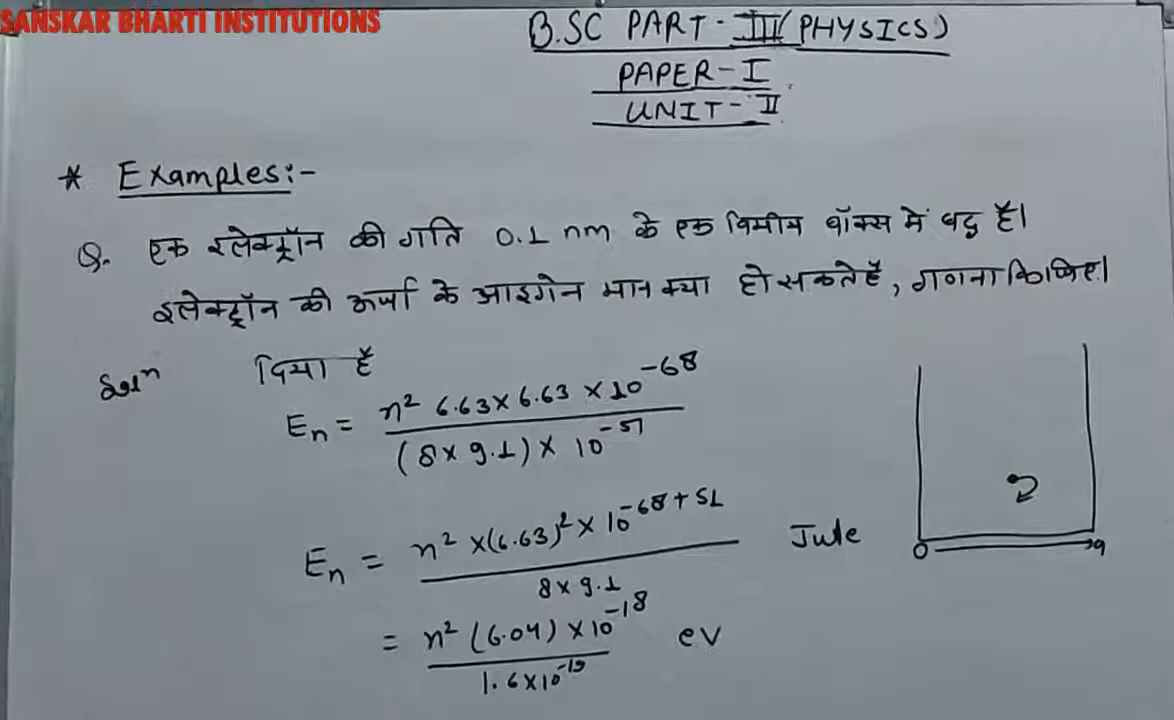 SANSKAR BHARTI INSTITUTIONS
B.SC PART-III (PHYSICS)
PAPER-I
UNIT-II
* Examples:-
Q. एक इलेक्ट्रॉन की गति 0.1 nm के एक विमीय बॉक्स में बद्ध है।
इलेक्ट्रॉन की ऊर्जा के आइगेन मान क्या हो सकते है, गणना किजिए।
Solⁿ दिया है
Eₙ = n² 6.63 × 6.63 × 10⁻⁶⁸ / (8 × 9.1) × 10⁻⁵¹
Eₙ = n² × (6.63)² × 10⁻⁶⁸⁺⁵¹ / 8 × 9.1 Jule
= n² (6.04) × 10⁻¹⁸ / 1.6 × 10⁻¹⁹ eV
0 a